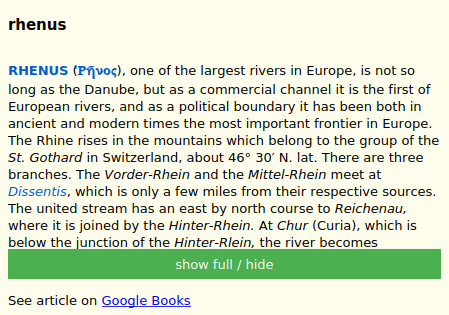 rhenus
RHENUS (Ῥῆνος), one of the largest rivers in Europe, is not so
long as the Danube, but as a commercial channel it is the first of
European rivers, and as a political boundary it has been both in
ancient and modern times the most important frontier in Europe.
The Rhine rises in the mountains which belong to the group of the
St. Gothard in Switzerland, about 46° 30′ N. lat. There are three
branches. The Vorder-Rhein and the Mittel-Rhein meet at
Dissentis, which is only a few miles from their respective sources.
The united stream has an east by north course to Reichenau,
where it is joined by the Hinter-Rhein. At Chur (Curia), which is
below the junction of the Hinter-Rlein, the river becomes
show full / hide
See article on Google Books